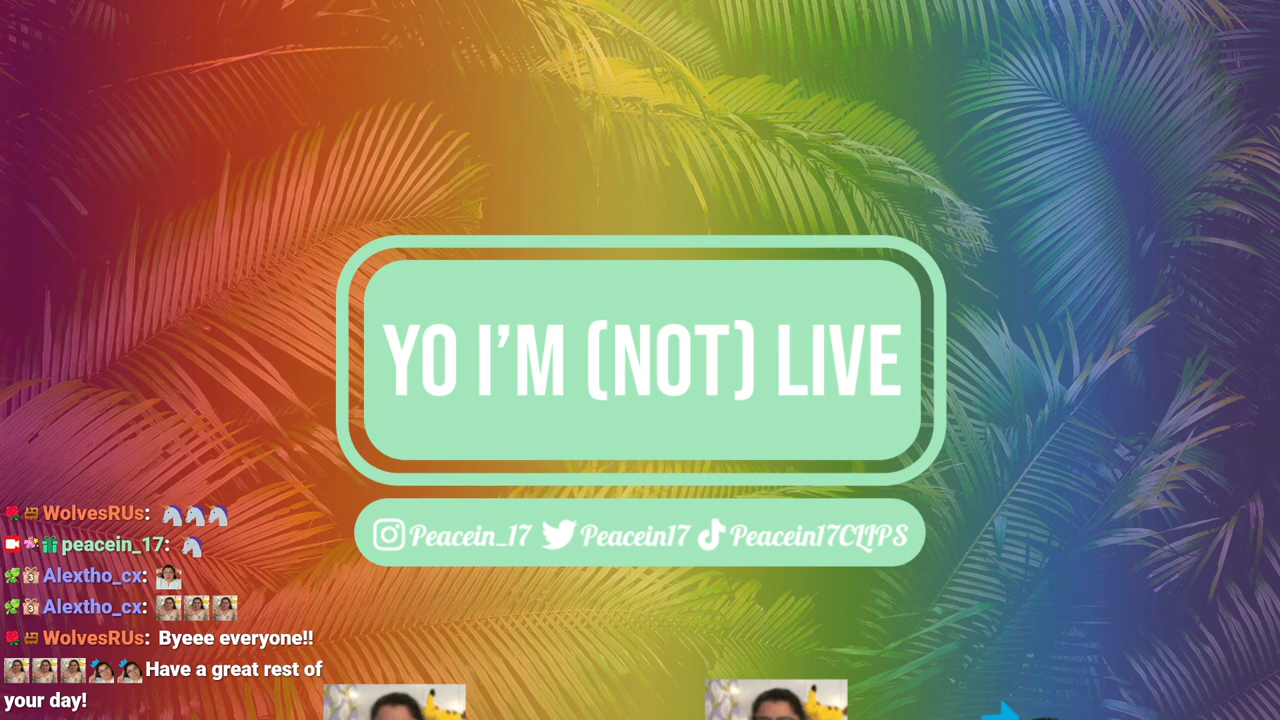 YO I'M (NOT) LIVE
Peacein_17 Peacein17 Peacein17CLIPS
WolvesRUs:
peacein_17:
Alextho_cx:
Alextho_cx:
WolvesRUs: Byeee everyone!!
Have a great rest of
your day!